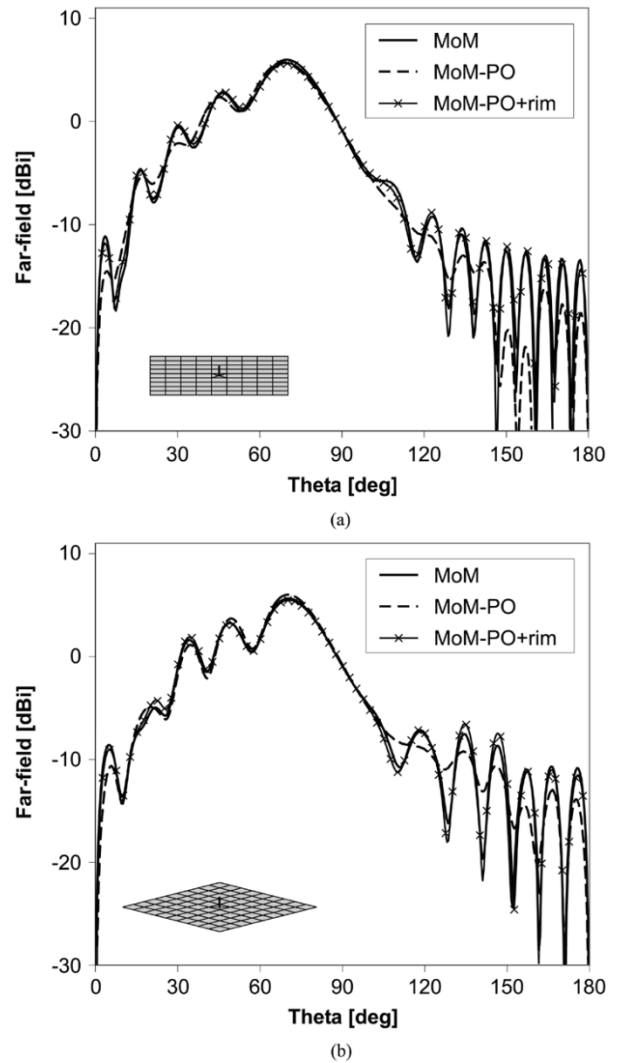 10
0
-10
-20
-30
Far-field [dBi]
MoM
MoM-PO
MoM-PO+rim
0 30 60 90 120 150 180
Theta [deg]
(a)
10
0
-10
-20
-30
Far-field [dBi]
MoM
MoM-PO
MoM-PO+rim
0 30 60 90 120 150 180
Theta [deg]
(b)